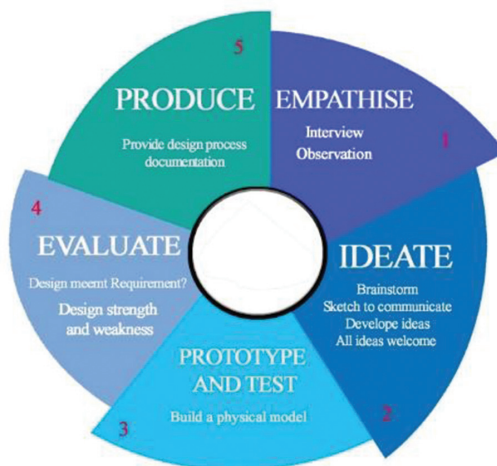 1
EMPATHISE
Interview
Observation
2
IDEATE
Brainstorm
Sketch to communicate
Develope ideas
All ideas welcome
3
PROTOTYPE
AND TEST
Build a physical model
4
EVALUATE
Design meemt Requirement?
Design strength
and weakness
5
PRODUCE
Provide design process
documentation